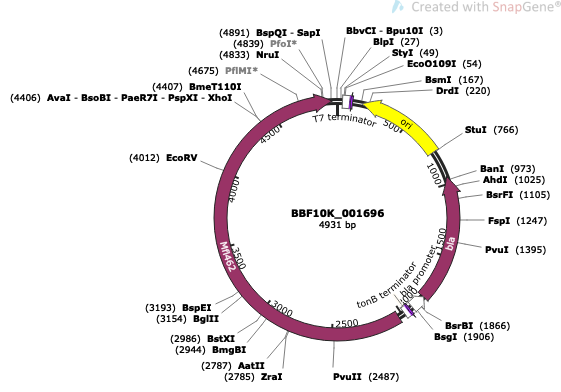 Created with SnapGene®
(4891) BspQI - SapI
(4839) PfoI*
(4833) NruI
(4675) PflMI*
(4407) BmeT110I
(4406) AvaI - BsoBI - PaeR7I - PspXI - XhoI
(4012) EcoRV
BbvCI - Bpu10I (3)
BlpI (27)
StyI (49)
EcoO109I (54)
BsmI (167)
DrdI (220)
StuI (766)
BanI (973)
AhdI (1025)
BsrFI (1105)
FspI (1247)
PvuI (1395)
BsrBI (1866)
BsgI (1906)
PvuII (2487)
(2785) ZraI
(2787) AatII
(2944) BmgBI
(2986) BstXI
(3154) BglII
(3193) BspEI
T7 terminator
ori
bla
bla promoter
tonB terminator
Mfl462
500
1000
1500
2500
3000
3500
4000
4500
BBF10K_001696
4931 bp